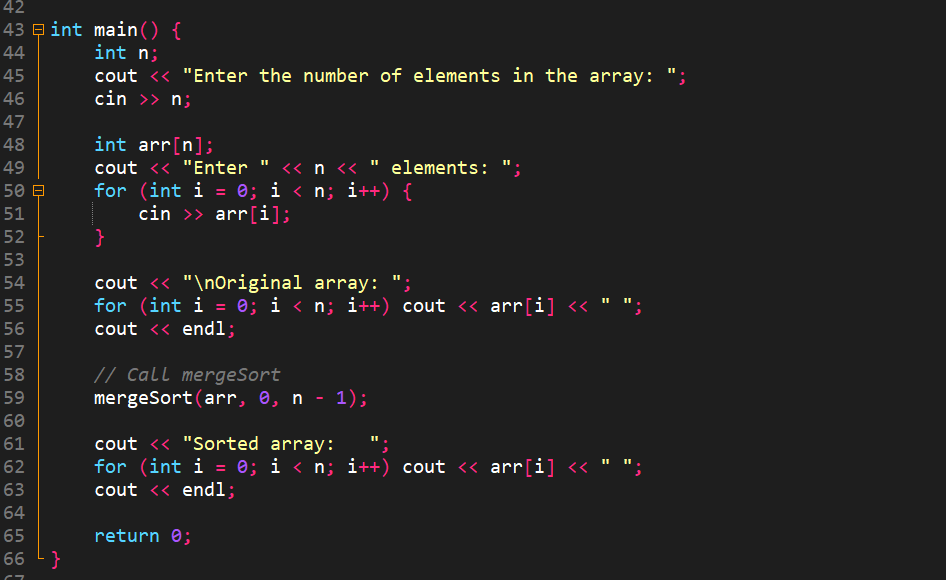 42
43 int main() {
44     int n;
45     cout << "Enter the number of elements in the array: ";
46     cin >> n;
47
48     int arr[n];
49     cout << "Enter " << n << " elements: ";
50     for (int i = 0; i < n; i++) {
51         cin >> arr[i];
52     }
53
54     cout << "\nOriginal array: ";
55     for (int i = 0; i < n; i++) cout << arr[i] << " ";
56     cout << endl;
57
58     // Call mergeSort
59     mergeSort(arr, 0, n - 1);
60
61     cout << "Sorted array:   ";
62     for (int i = 0; i < n; i++) cout << arr[i] << " ";
63     cout << endl;
64
65     return 0;
66 }
67